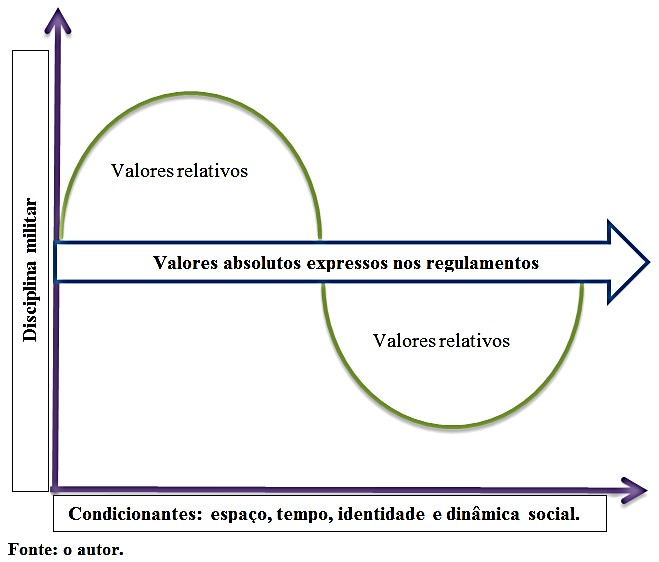 Disciplina militar
Valores relativos
Valores absolutos expressos nos regulamentos
Valores relativos
Condicionantes: espaço, tempo, identidade e dinâmica social.
Fonte: o autor.